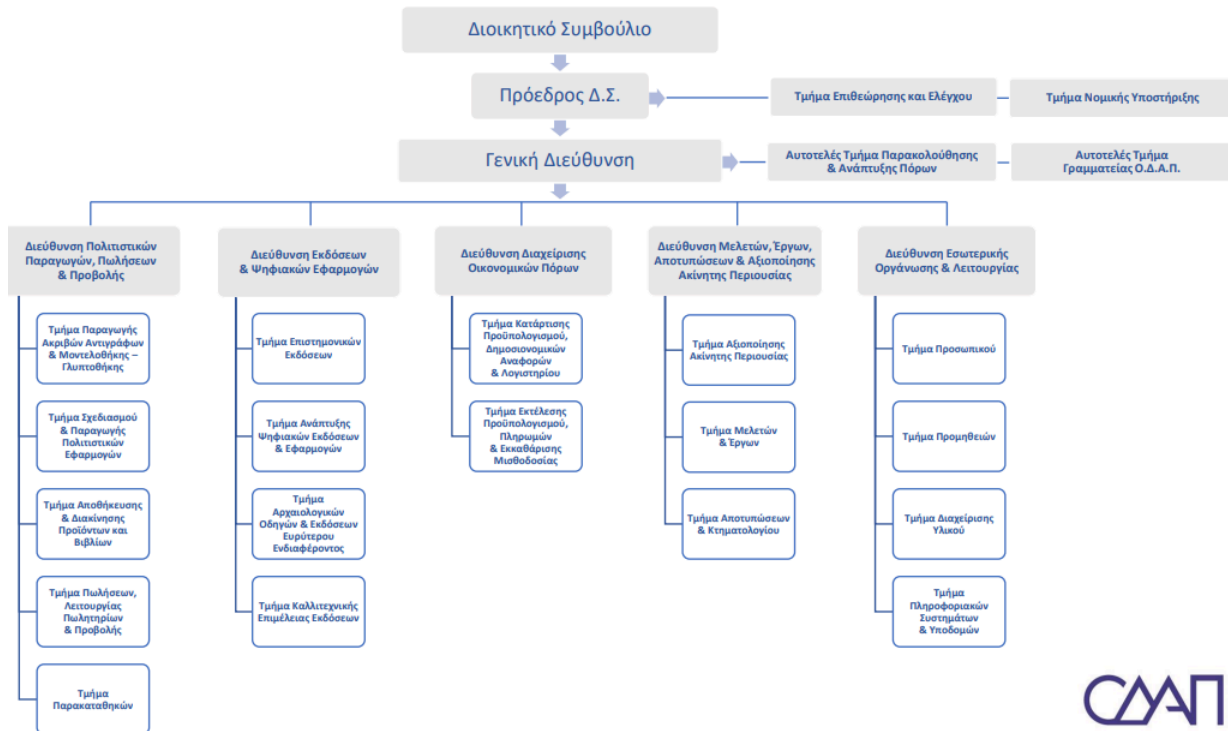 Διοικητικό Συμβούλιο
Πρόεδρος Δ.Σ.
Τμήμα Επιθεώρησης και Ελέγχου
Τμήμα Νομικής Υποστήριξης
Γενική Διεύθυνση
Αυτοτελές Τμήμα Παρακολούθησης
& Ανάπτυξης Πόρων
Αυτοτελές Τμήμα
Γραμματείας Ο.Δ.Α.Π.
Διεύθυνση Πολιτιστικών
Παραγωγών, Πωλήσεων
& Προβολής
Διεύθυνση Εκδόσεων
& Ψηφιακών Εφαρμογών
Διεύθυνση Διαχείρισης
Οικονομικών Πόρων
Διεύθυνση Μελετών, Έργων,
Αποτυπώσεων & Αξιοποίησης
Ακίνητης Περιουσίας
Διεύθυνση Εσωτερικής
Οργάνωσης & Λειτουργίας
Τμήμα Παραγωγής
Ακριβών Αντιγράφων
& Μοντελοθήκης –
Γλυπτοθήκης
Τμήμα Σχεδιασμού
& Παραγωγής
Πολιτιστικών
Εφαρμογών
Τμήμα Αποθήκευσης
& Διακίνησης
Προϊόντων και
Βιβλίων
Τμήμα Πωλήσεων,
Λειτουργίας
Πωλητηρίων
& Προβολής
Τμήμα
Παρακαταθηκών
Τμήμα Επιστημονικών
Εκδόσεων
Τμήμα Ανάπτυξης
Ψηφιακών Εκδόσεων
& Εφαρμογών
Τμήμα
Αρχαιολογικών
Οδηγών & Εκδόσεων
Ευρύτερου
Ενδιαφέροντος
Τμήμα Καλλιτεχνικής
Επιμέλειας Εκδόσεων
Τμήμα Κατάρτισης
Προϋπολογισμού,
Δημοσιονομικών
Αναφορών
& Λογιστηρίου
Τμήμα Εκτέλεσης
Προϋπολογισμού,
Πληρωμών
& Εκκαθάρισης
Μισθοδοσίας
Τμήμα Αξιοποίησης
Ακίνητης Περιουσίας
Τμήμα Μελετών
& Έργων
Τμήμα Αποτυπώσεων
& Κτηματολογίου
Τμήμα Προσωπικού
Τμήμα Προμηθειών
Τμήμα Διαχείρισης
Υλικού
Τμήμα
Πληροφοριακών
Συστημάτων
& Υποδομών
ΟΔΑΠ